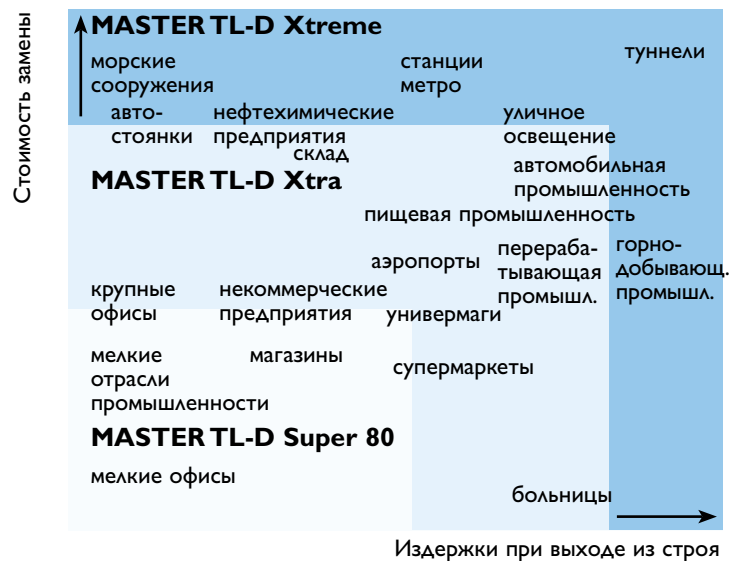 Стоимость замены
MASTER TL-D Xtreme
морские
сооружения
станции
метро
туннели
авто-
стоянки
нефтехимические
предприятия
уличное
освещение
склад
MASTER TL-D Xtra
автомобильная
промышленность
пищевая промышленность
аэропорты
перераба-
тывающая
промышл.
горно-
добывающ.
промышл.
крупные
офисы
некоммерческие
предприятия
универмаги
мелкие
отрасли
промышленности
магазины
супермаркеты
MASTER TL-D Super 80
мелкие офисы
больницы
Издержки при выходе из строя